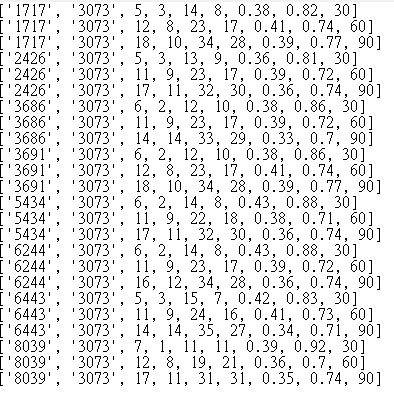 ['1717', '3073', 5, 3, 14, 8, 0.38, 0.82, 30]
['1717', '3073', 12, 8, 23, 17, 0.41, 0.74, 60]
['1717', '3073', 18, 10, 34, 28, 0.39, 0.77, 90]
['2426', '3073', 5, 3, 13, 9, 0.36, 0.81, 30]
['2426', '3073', 11, 9, 23, 17, 0.39, 0.72, 60]
['2426', '3073', 17, 11, 32, 30, 0.36, 0.74, 90]
['3686', '3073', 6, 2, 12, 10, 0.38, 0.86, 30]
['3686', '3073', 11, 9, 23, 17, 0.39, 0.72, 60]
['3686', '3073', 14, 14, 33, 29, 0.33, 0.7, 90]
['3691', '3073', 6, 2, 12, 10, 0.38, 0.86, 30]
['3691', '3073', 12, 8, 23, 17, 0.41, 0.74, 60]
['3691', '3073', 18, 10, 34, 28, 0.39, 0.77, 90]
['5434', '3073', 6, 2, 14, 8, 0.43, 0.88, 30]
['5434', '3073', 11, 9, 22, 18, 0.38, 0.71, 60]
['5434', '3073', 17, 11, 32, 30, 0.36, 0.74, 90]
['6244', '3073', 6, 2, 14, 8, 0.43, 0.88, 30]
['6244', '3073', 11, 9, 23, 17, 0.39, 0.72, 60]
['6244', '3073', 16, 12, 34, 28, 0.36, 0.74, 90]
['6443', '3073', 5, 3, 15, 7, 0.42, 0.83, 30]
['6443', '3073', 11, 9, 24, 16, 0.41, 0.73, 60]
['6443', '3073', 14, 14, 35, 27, 0.34, 0.71, 90]
['8039', '3073', 7, 1, 11, 11, 0.39, 0.92, 30]
['8039', '3073', 12, 8, 19, 21, 0.36, 0.7, 60]
['8039', '3073', 17, 11, 31, 31, 0.35, 0.74, 90]